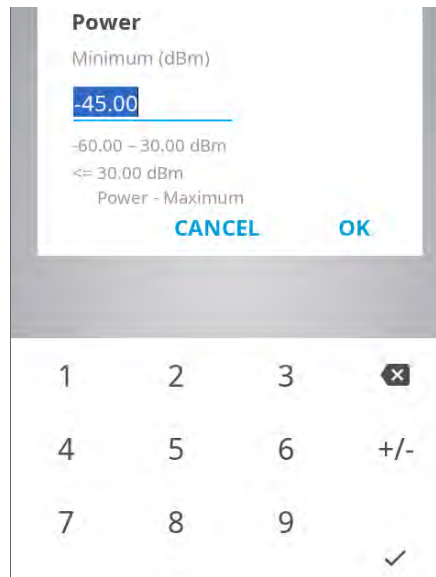 Power
Minimum (dBm)
-45.00
-60.00 – 30.00 dBm
<= 30.00 dBm
Power - Maximum
CANCEL OK
1 2 3
4 5 6 +/-
7 8 9